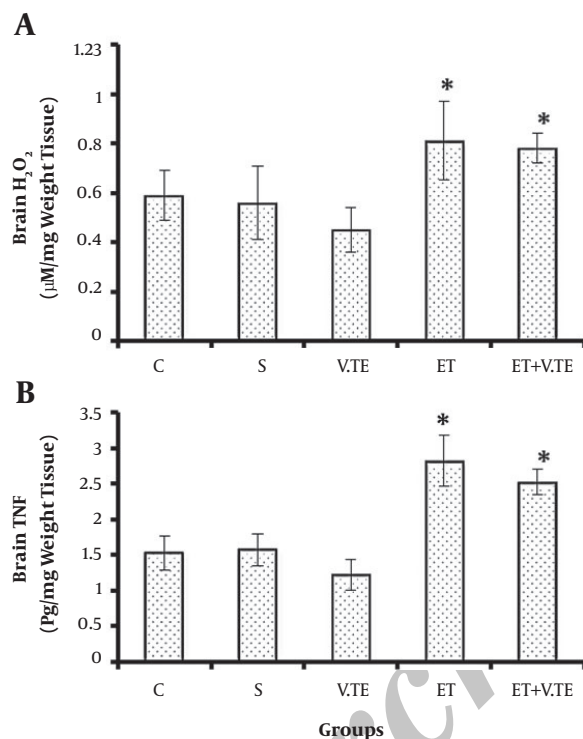 A
1.23
1
0.8
0.6
0.4
0.2
0
Brain H₂O₂
(µM/mg Weight Tissue)
*
*
C S V.TE ET ET+V.TE
B
3.5
3
2.5
2
1.5
1
0.5
0
Brain TNF
(Pg/mg Weight Tissue)
*
*
C S V.TE ET ET+V.TE
Groups